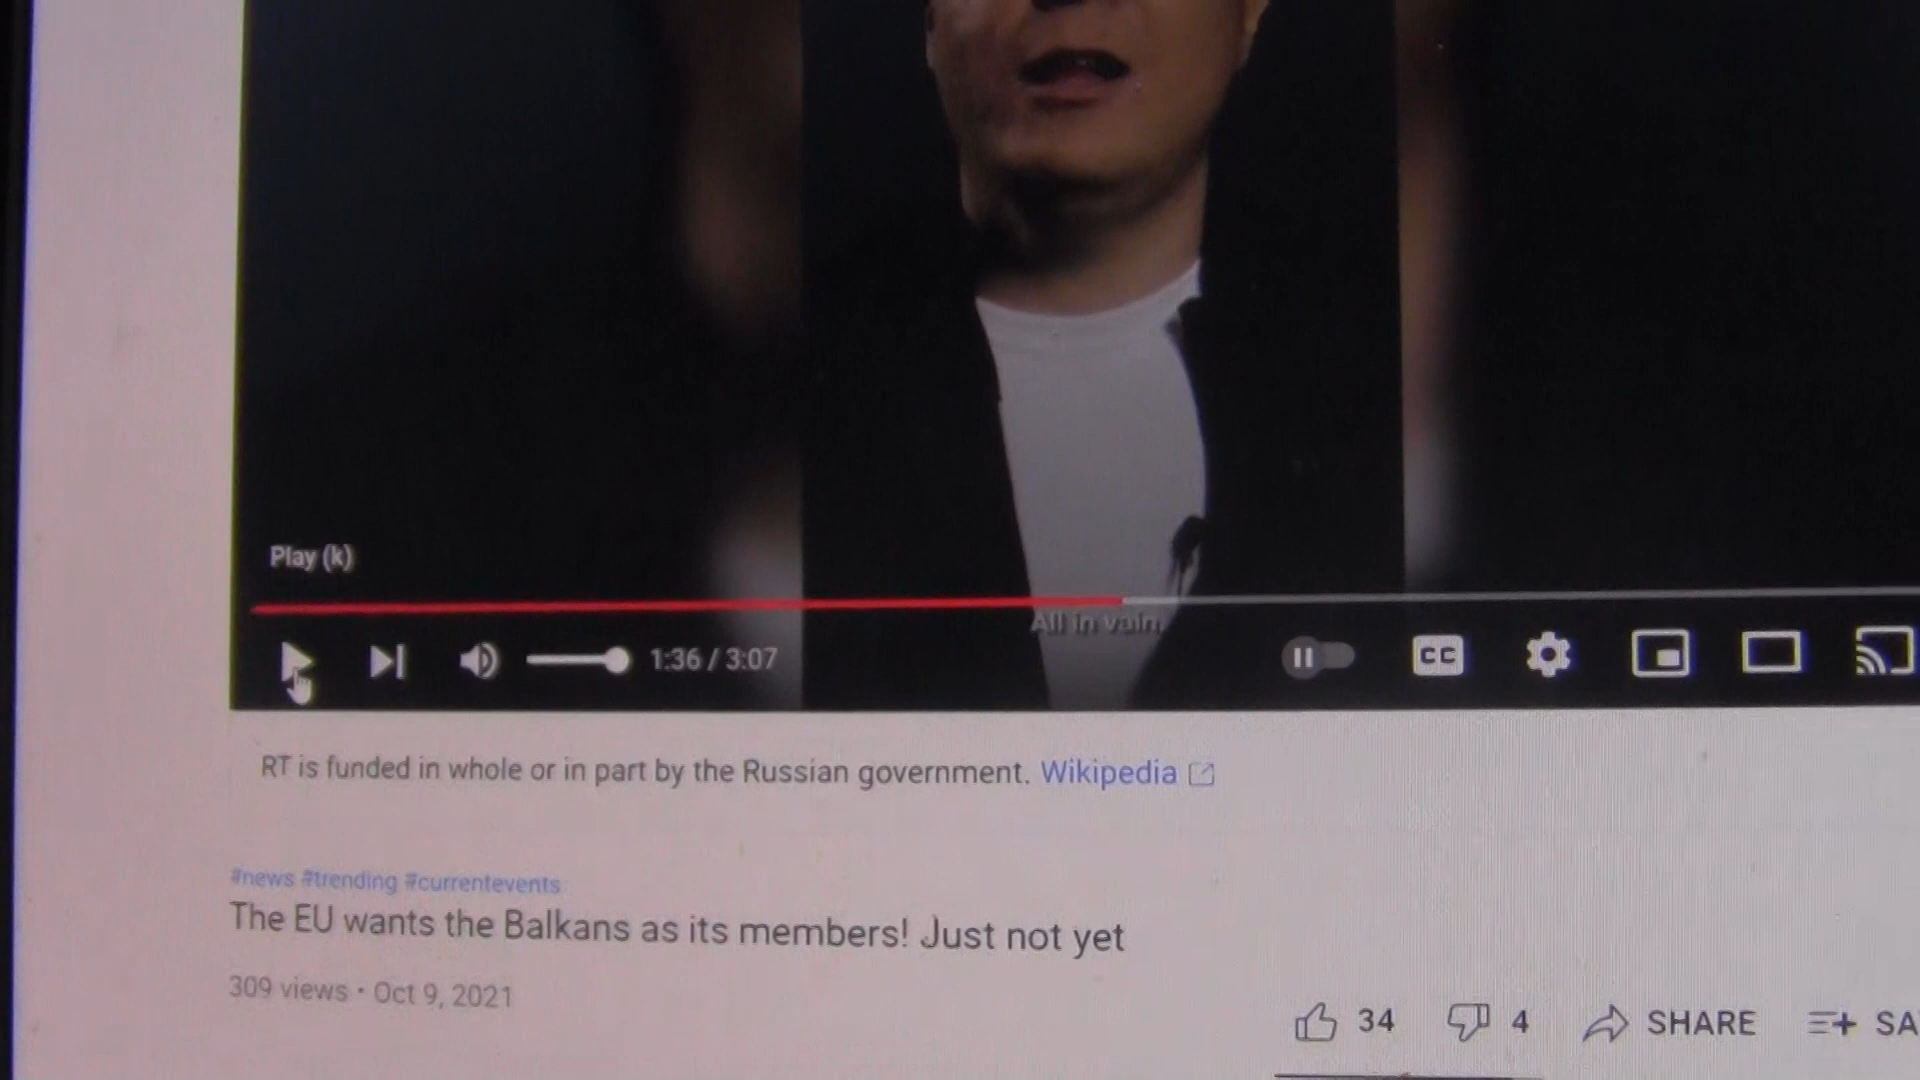 Play (k)
All in vain
1:36 / 3:07
CC
RT is funded in whole or in part by the Russian government. Wikipedia
#news #trending #currentevents
The EU wants the Balkans as its members! Just not yet
309 views • Oct 9, 2021
34 4 SHARE SA